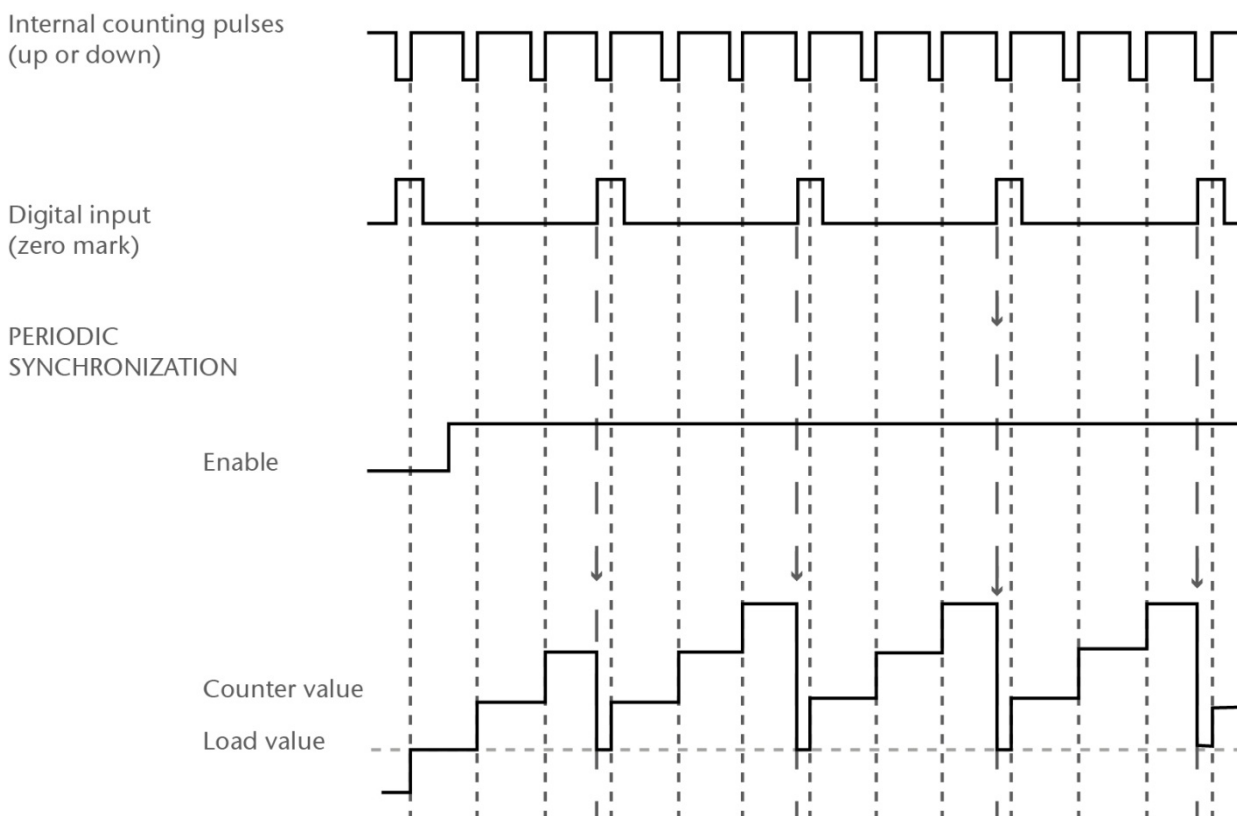 Internal counting pulses
(up or down)
Digital input
(zero mark)
PERIODIC
SYNCHRONIZATION
Enable
Counter value
Load value